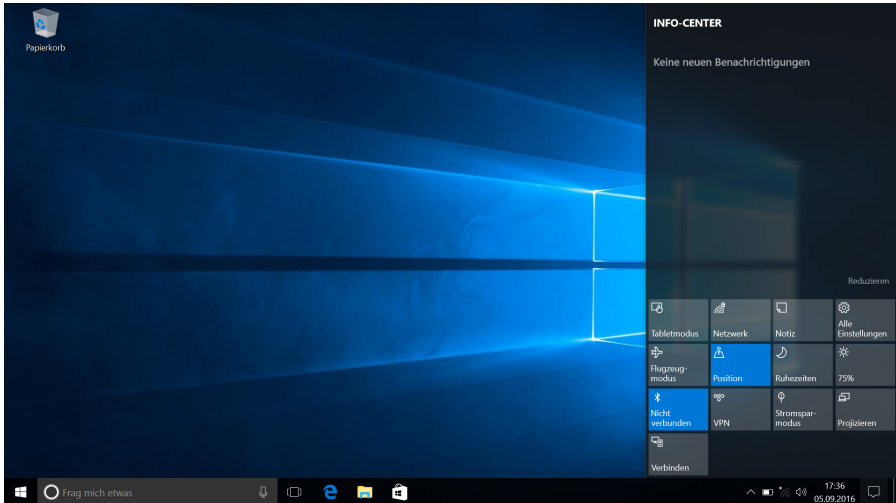 Papierkorb
INFO-CENTER
Keine neuen Benachrichtigungen
Reduzieren
Tabletmodus
Netzwerk
Notiz
Alle
Einstellungen
Flugzeug-
modus
Position
Ruhezeiten
75%
Nicht
verbunden
VPN
Stromspar-
modus
Projizieren
Verbinden
Frag mich etwas
17:36
05.09.2016